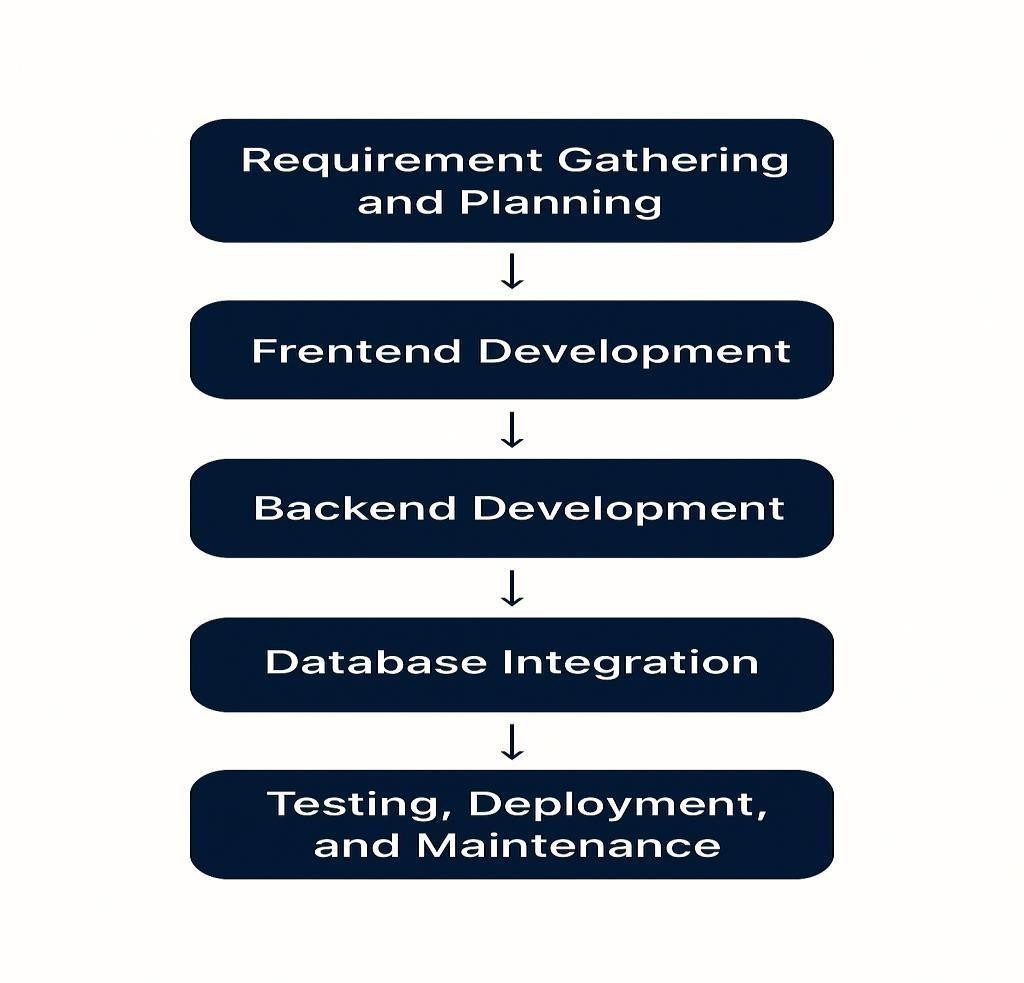 Requirement Gathering
and Planning
↓
Frentend Development
↓
Backend Development
↓
Database Integration
↓
Testing, Deployment,
and Maintenance